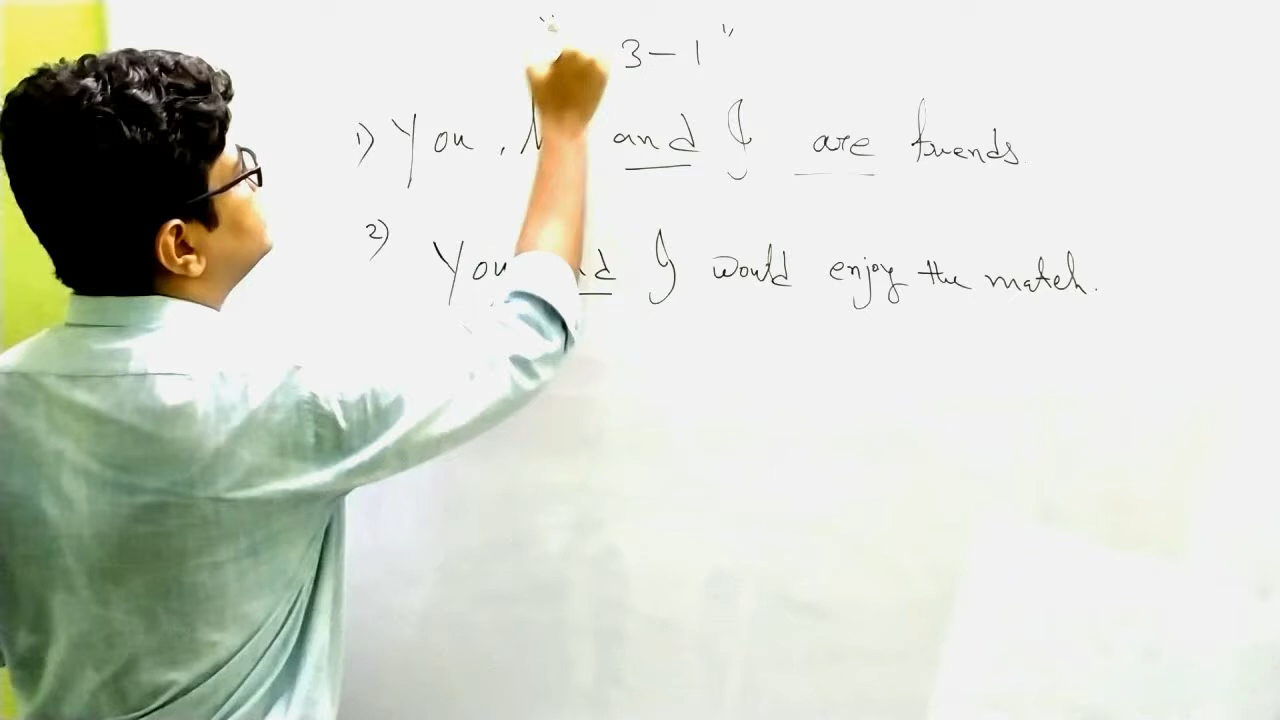 3 – 1"
1) You, and I are friends.
2) You I would enjoy the match.